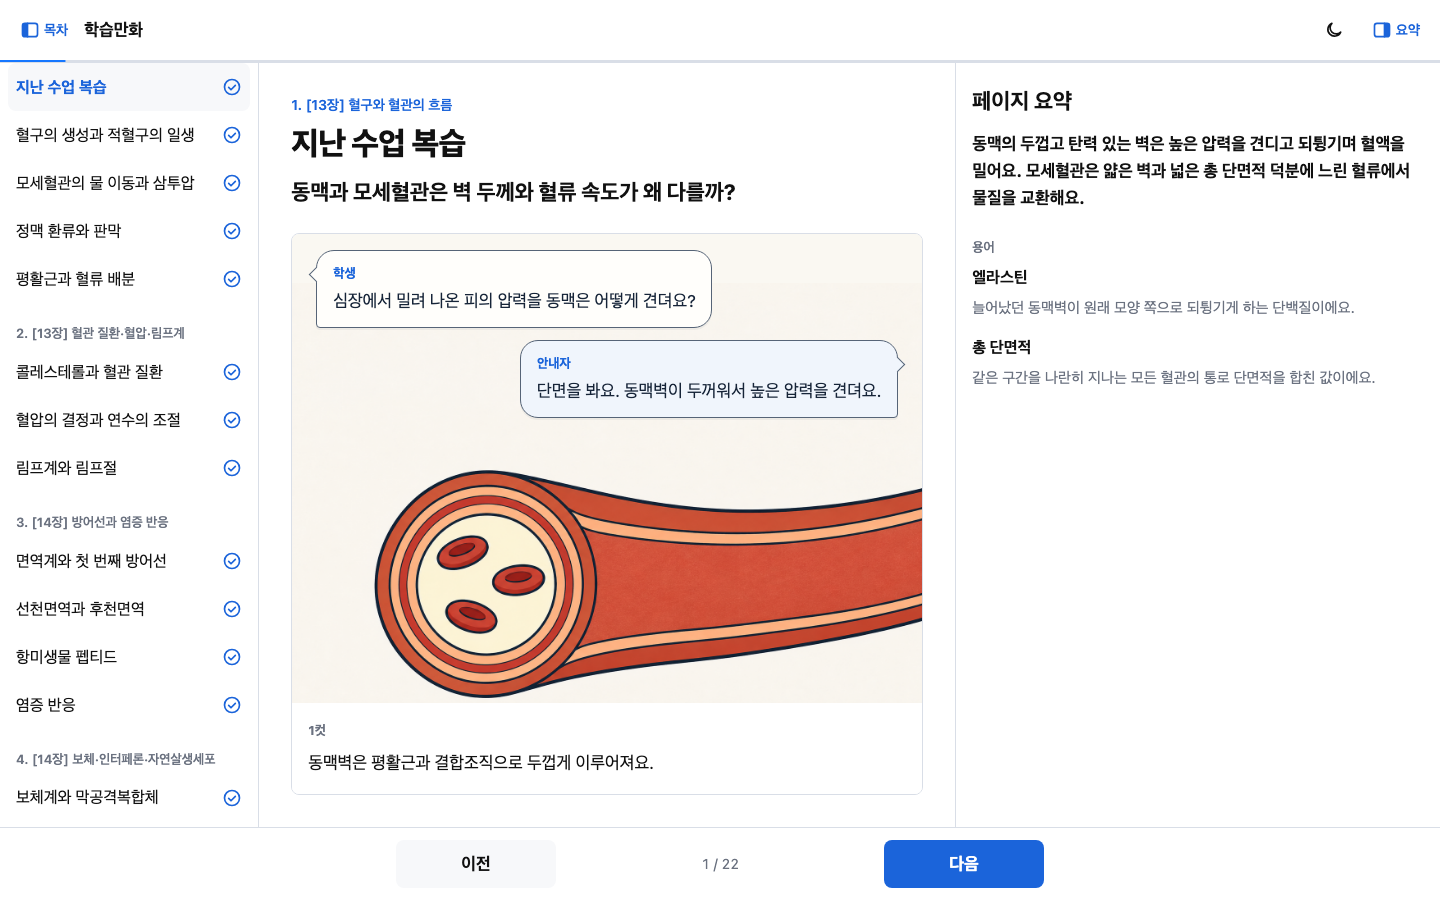 목차
학습만화
요약
지난 수업 복습
혈구의 생성과 적혈구의 일생
모세혈관의 물 이동과 삼투압
정맥 환류와 판막
평활근과 혈류 배분
2. [13장] 혈관 질환·혈압·림프계
콜레스테롤과 혈관 질환
혈압의 결정과 연수의 조절
림프계와 림프절
3. [14장] 방어선과 염증 반응
면역계와 첫 번째 방어선
선천면역과 후천면역
항미생물 펩티드
염증 반응
4. [14장] 보체·인터페론·자연살생세포
보체계와 막공격복합체
1. [13장] 혈구와 혈관의 흐름
지난 수업 복습
동맥과 모세혈관은 벽 두께와 혈류 속도가 왜 다를까?
학생
심장에서 밀려 나온 피의 압력을 동맥은 어떻게 견뎌요?
안내자
단면을 봐요. 동맥벽이 두꺼워서 높은 압력을 견뎌요.
1컷
동맥벽은 평활근과 결합조직으로 두껍게 이루어져요.
페이지 요약
동맥의 두껍고 탄력 있는 벽은 높은 압력을 견디고 되튕기며 혈액을
밀어요. 모세혈관은 얇은 벽과 넓은 총 단면적 덕분에 느린 혈류에서
물질을 교환해요.
용어
엘라스틴
늘어났던 동맥벽이 원래 모양 쪽으로 되튕기게 하는 단백질이에요.
총 단면적
같은 구간을 나란히 지나는 모든 혈관의 통로 단면적을 합친 값이에요.
이전
1 / 22
다음